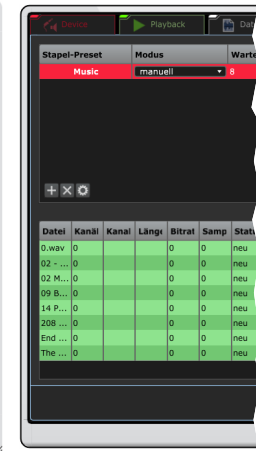 Device Playback Dat
Stapel-Preset Modus Warte
Music manuell 8
Datei Kanäl Kanal Länge Bitrat Samp Statu
0.wav 0 0 0 neu
02 - ... 0 0 0 neu
02 M... 0 0 0 neu
09 B... 0 0 0 neu
14 P... 0 0 0 neu
208 ... 0 0 0 neu
End ... 0 0 0 neu
The ... 0 0 0 neu